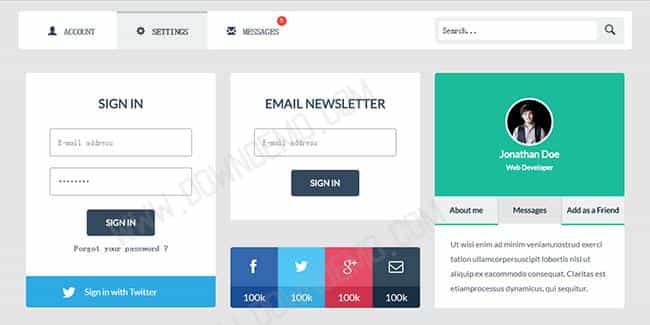 ACCOUNT
SETTINGS
MESSAGES
5
Search...
SIGN IN
E-mail address
••••••••
SIGN IN
Forgot your password ?
Sign in with Twitter
EMAIL NEWSLETTER
E-mail address
SIGN IN
f
g+
100k
100k
100k
100k
Jonathan Doe
Web Developer
About me
Messages
Add as a Friend
Ut wisi enim ad minim veniam,nostrud exerci
tation ullamcorpersuscipit lobortis nisl ut
aliquip ex eacommodo consequat. Claritas est
etiamprocessus dynamicus, qui sequitur.
WWW.DOWNDEMO.COM